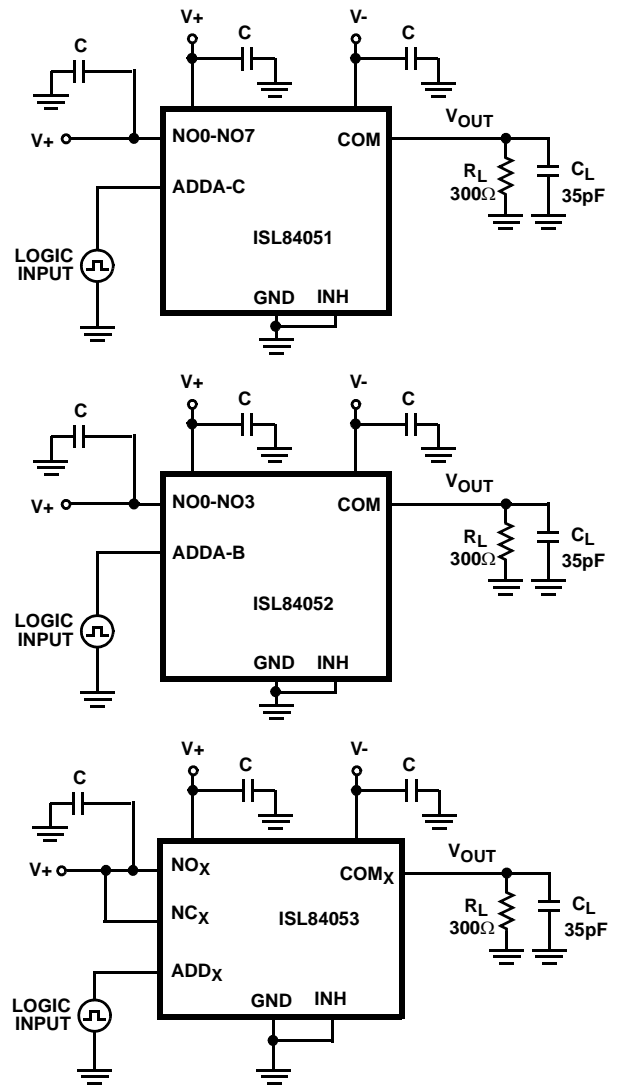 V+ V-
C C C
V+ NO0-NO7 COM VOUT
ADDA-C RL 300Ω CL 35pF
LOGIC INPUT ISL84051
GND INH
V+ V-
C C C
V+ NO0-NO3 COM VOUT
ADDA-B RL 300Ω CL 35pF
LOGIC INPUT ISL84052
GND INH
V+ V-
C C C
V+ NOX COMX VOUT
NCX ISL84053 RL 300Ω CL 35pF
ADDX
LOGIC INPUT GND INH